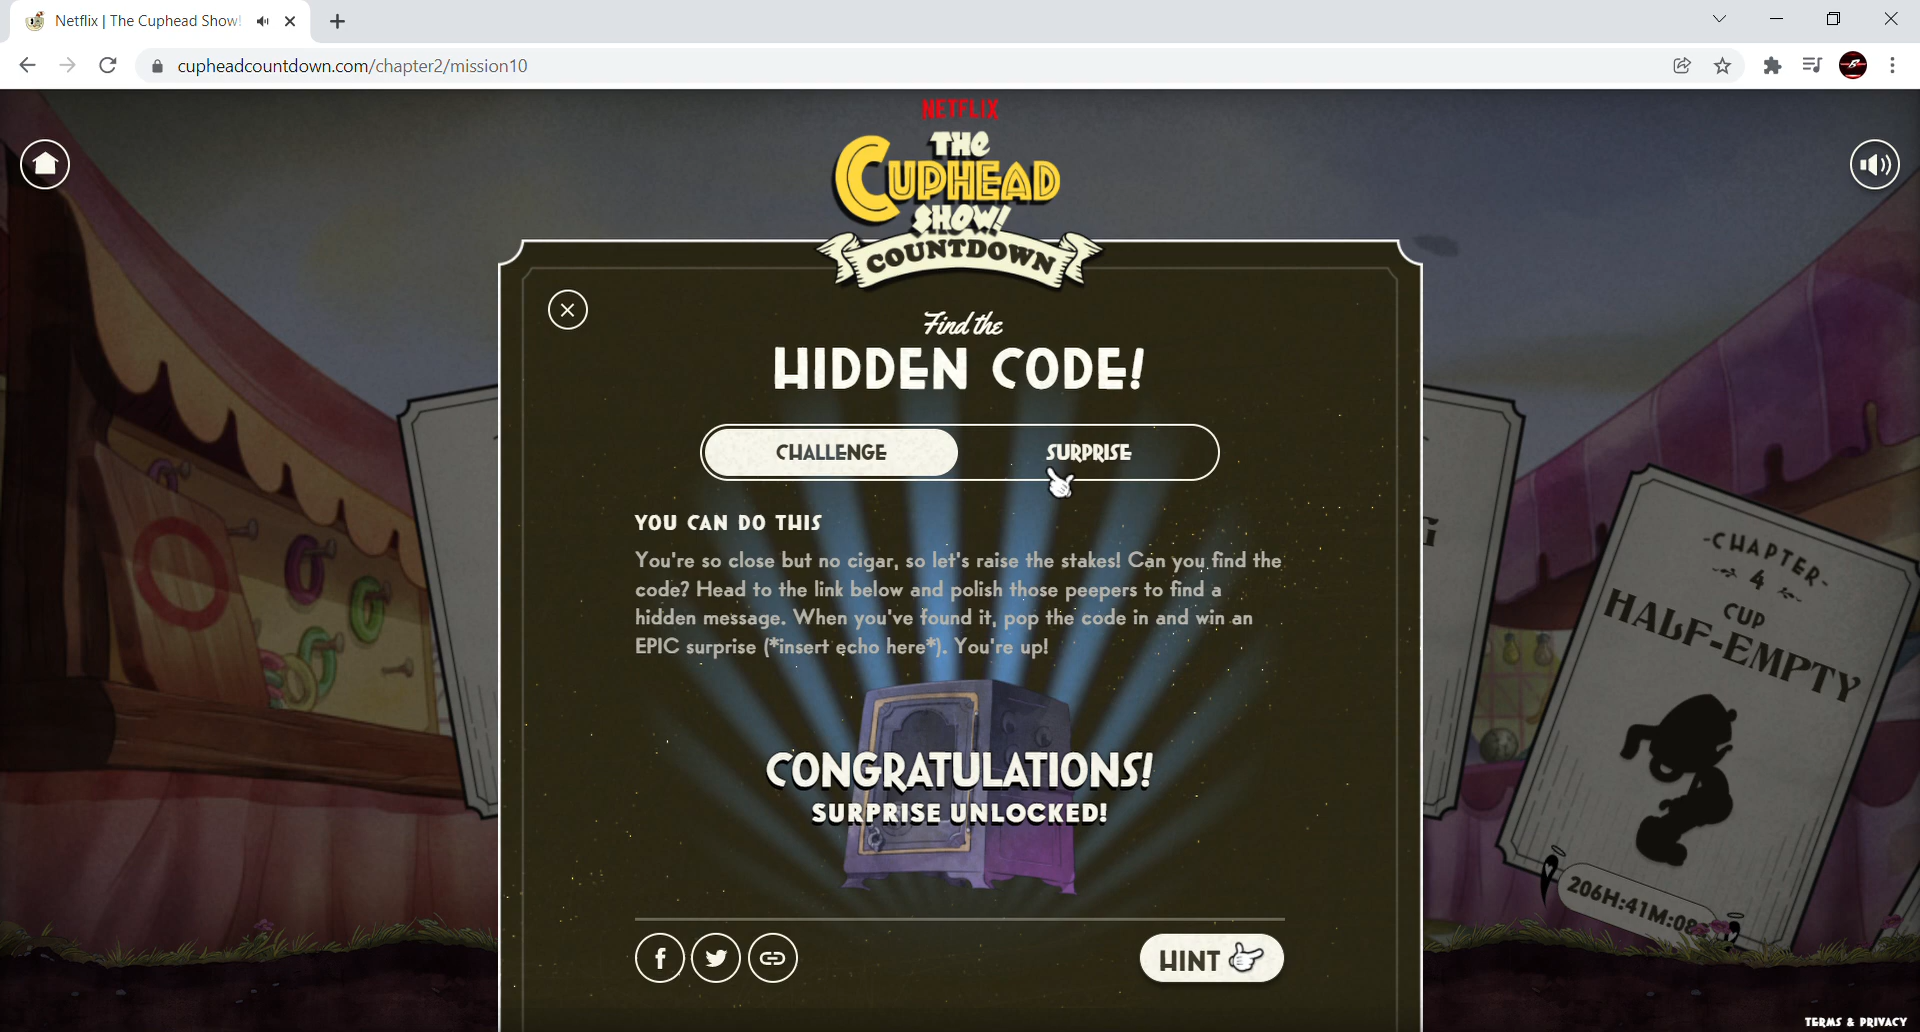 Netflix | The Cuphead Show!
cupheadcountdown.com/chapter2/mission10
NETFLIX
THE
CUPHEAD
SHOW!
COUNTDOWN
Find the
HIDDEN CODE!
CHALLENGE
SURPRISE
YOU CAN DO THIS
You're so close but no cigar, so let's raise the stakes! Can you find the
code? Head to the link below and polish those peepers to find a
hidden message. When you've found it, pop the code in and win an
EPIC surprise (*insert echo here*). You're up!
CONGRATULATIONS!
SURPRISE UNLOCKED!
HINT
-CHAPTER-
4
CUP
HALF-EMPTY
206H:41M:08S
TERMS & PRIVACY